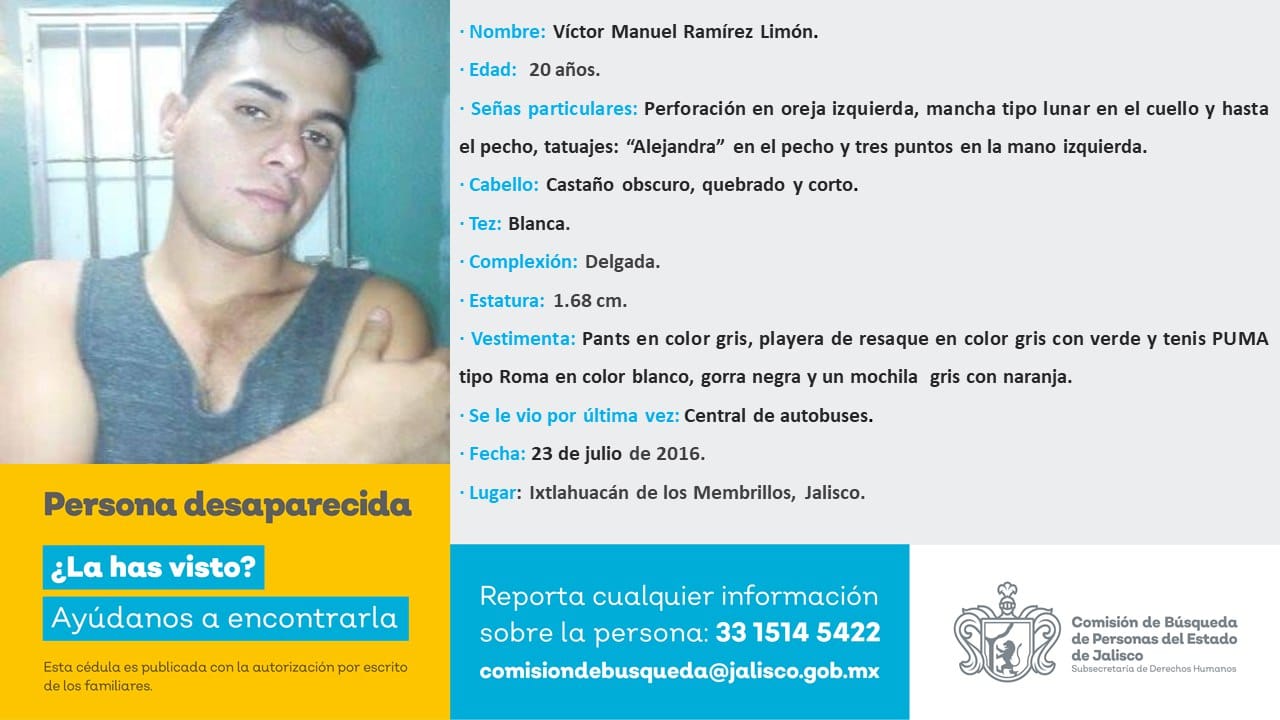 · Nombre: Víctor Manuel Ramírez Limón.
· Edad: 20 años.
· Señas particulares: Perforación en oreja izquierda, mancha tipo lunar en el cuello y hasta
el pecho, tatuajes: “Alejandra” en el pecho y tres puntos en la mano izquierda.
· Cabello: Castaño obscuro, quebrado y corto.
· Tez: Blanca.
· Complexión: Delgada.
· Estatura: 1.68 cm.
· Vestimenta: Pants en color gris, playera de resaque en color gris con verde y tenis PUMA
tipo Roma en color blanco, gorra negra y un mochila gris con naranja.
· Se le vio por última vez: Central de autobuses.
· Fecha: 23 de julio de 2016.
· Lugar: Ixtlahuacán de los Membrillos, Jalisco.
Persona desaparecida
¿La has visto?
Ayúdanos a encontrarla
Esta cédula es publicada con la autorización por escrito
de los familiares.
Reporta cualquier información
sobre la persona: 33 1514 5422
comisiondebusqueda@jalisco.gob.mx
Comisión de Búsqueda
de Personas del Estado
de Jalisco
Subsecretaría de Derechos Humanos